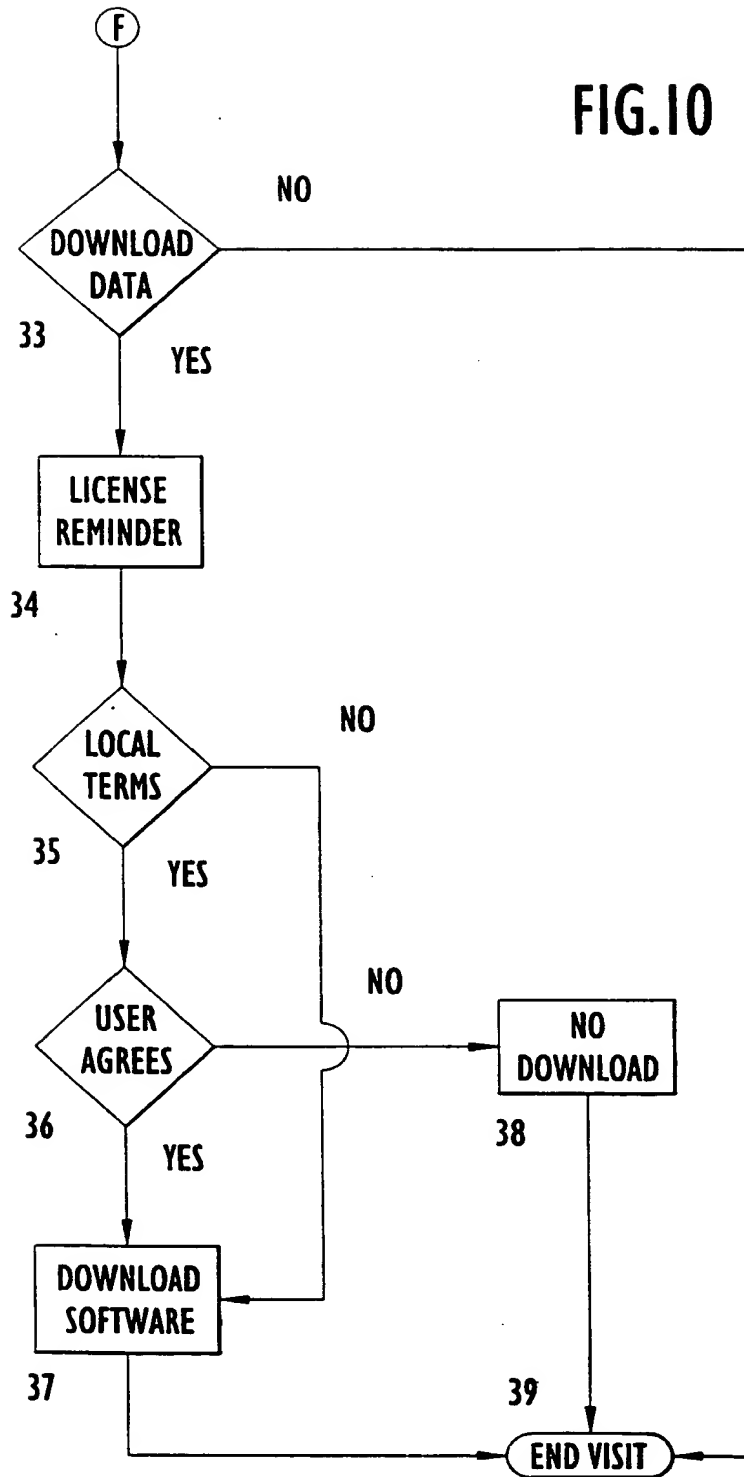 F
FIG.10
NO
DOWNLOAD
DATA
33
YES
LICENSE
REMINDER
34
NO
LOCAL
TERMS
35
YES
NO
USER
AGREES
NO
DOWNLOAD
36
38
YES
DOWNLOAD
SOFTWARE
37
39
END VISIT